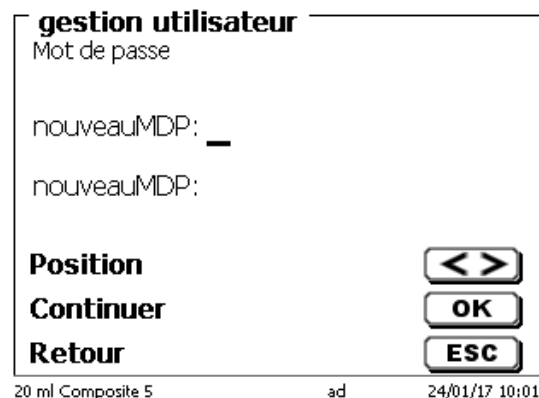 gestion utilisateur
Mot de passe
nouveauMDP: _
nouveauMDP:
Position < >
Continuer OK
Retour ESC
20 ml Composite 5 ad 24/01/17 10:01